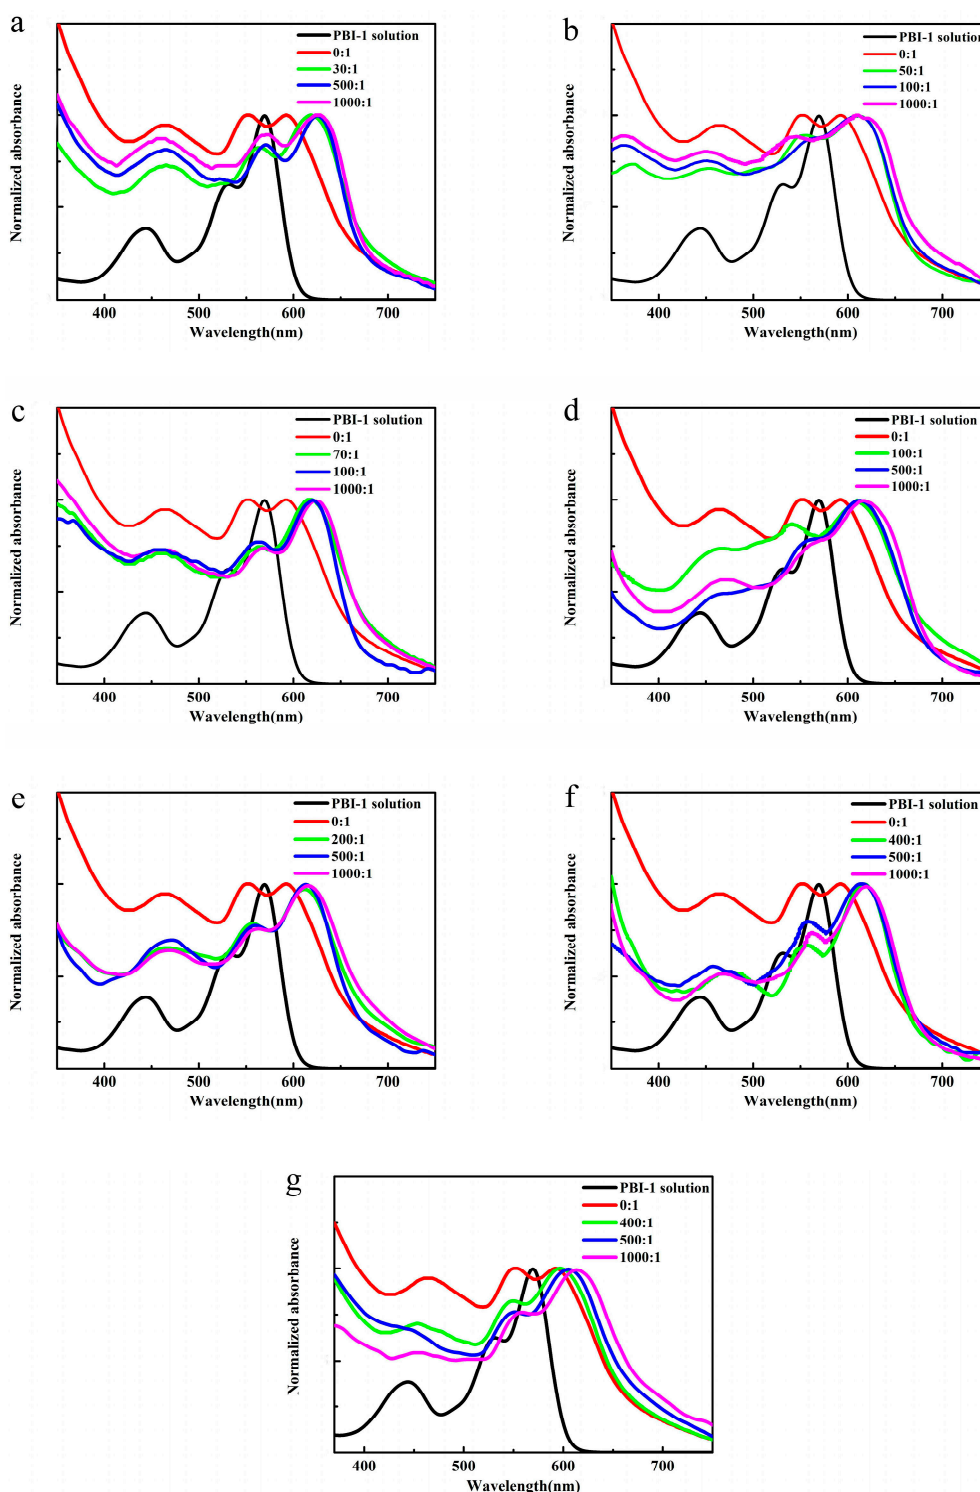 a
PBI-1 solution
0:1
30:1
500:1
1000:1
Normalized absorbance
400 500 600 700
Wavelength(nm)
b
PBI-1 solution
0:1
50:1
100:1
1000:1
Normalized absorbance
400 500 600 700
Wavelength(nm)
c
PBI-1 solution
0:1
70:1
100:1
1000:1
Normalized absorbance
400 500 600 700
Wavelength(nm)
d
PBI-1 solution
0:1
100:1
500:1
1000:1
Normalized absorbance
400 500 600 700
Wavelength(nm)
e
PBI-1 solution
0:1
200:1
500:1
1000:1
Normalized absorbance
400 500 600 700
Wavelength(nm)
f
PBI-1 solution
0:1
400:1
500:1
1000:1
Normalized absorbance
400 500 600 700
Wavelength(nm)
g
PBI-1 solution
0:1
400:1
500:1
1000:1
Normalized absorbance
400 500 600 700
Wavelength(nm)